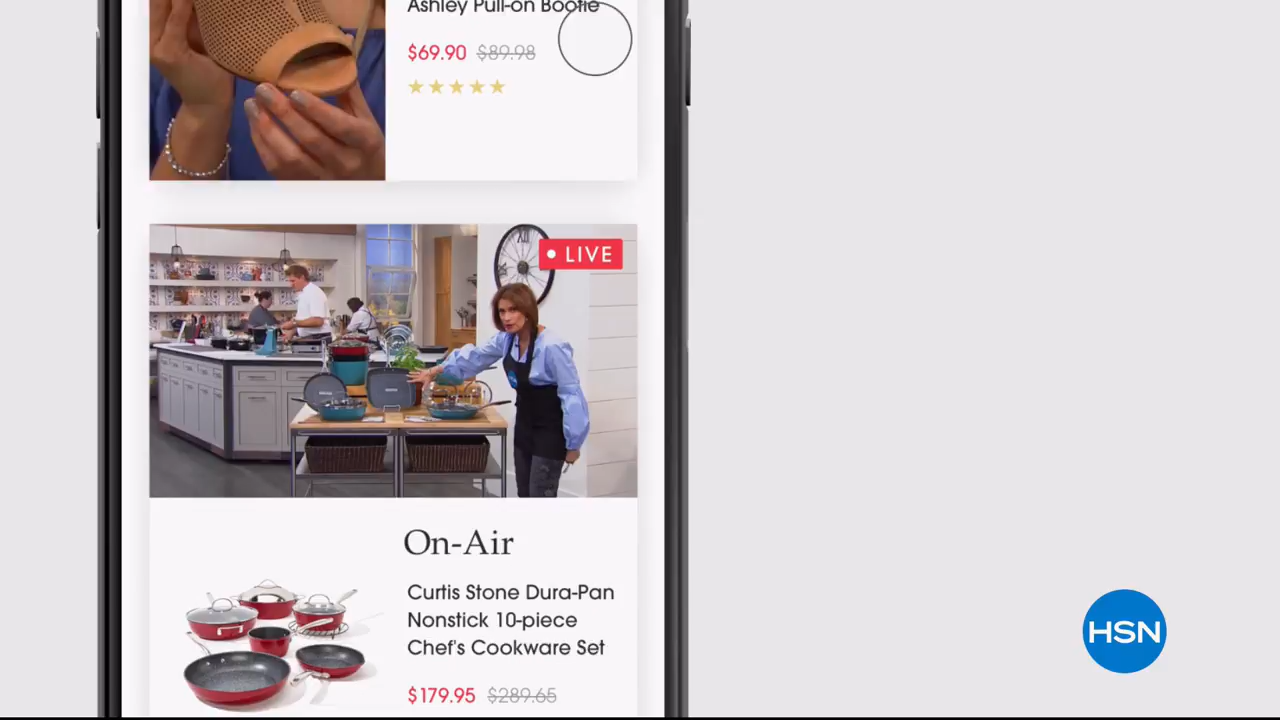 Ashley Pull-on Bootie
$69.90 $89.98
LIVE
On-Air
Curtis Stone Dura-Pan
Nonstick 10-piece
Chef's Cookware Set
$179.95 $289.65
HSN